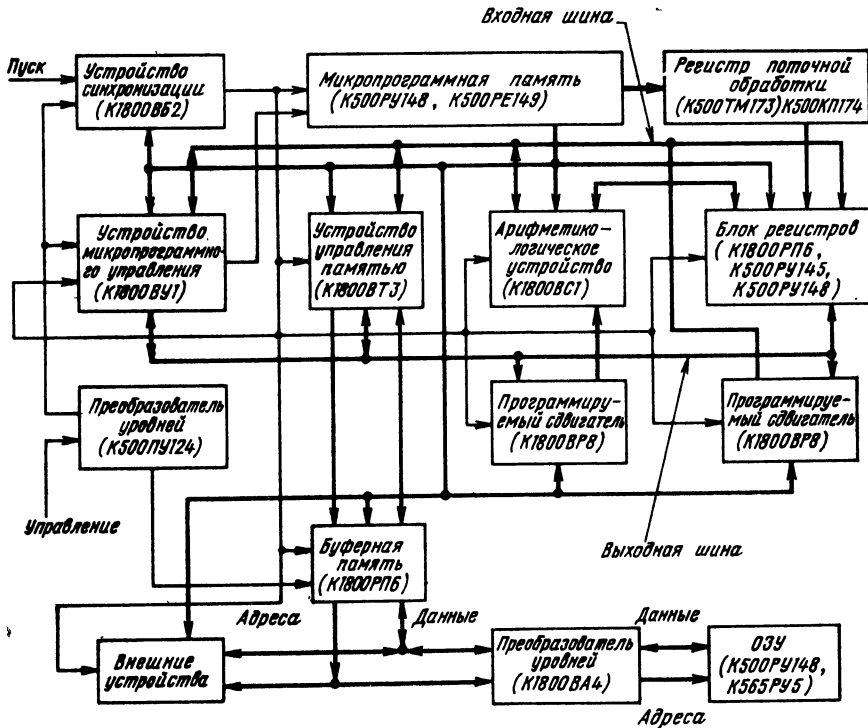 Входная шина
Пуск
Устройство
синхронизации
(К1800ВБ2)
Микропрограммная память
(К500РУ148, К500РЕ149)
Регистр поточной
обработки
(К500ТМ173)К500КП174
Устройство
микропрограммно-
го управления
(К1800ВУ1)
Устройство
управления
памятью
(К1800ВТ3)
Арифметико-
логическое
устройство
(К1800ВС1)
Блок регистров
(К1800РП6,
К500РУ145,
К500РУ148)
Преобразователь
уровней
(К500ПУ124)
Программиру-
емый сдвигатель
(К1800ВР8)
Программируе-
мый сдвигатель
(К1800ВР8)
Управление
Выходная шина
Буферная
память
(К1800РП6)
Адреса
Данные
Данные
Внешние
устройства
Преобразователь
уровней
(К1800ВА4)
ОЗУ
(К500РУ148,
К565РУ5)
Адреса